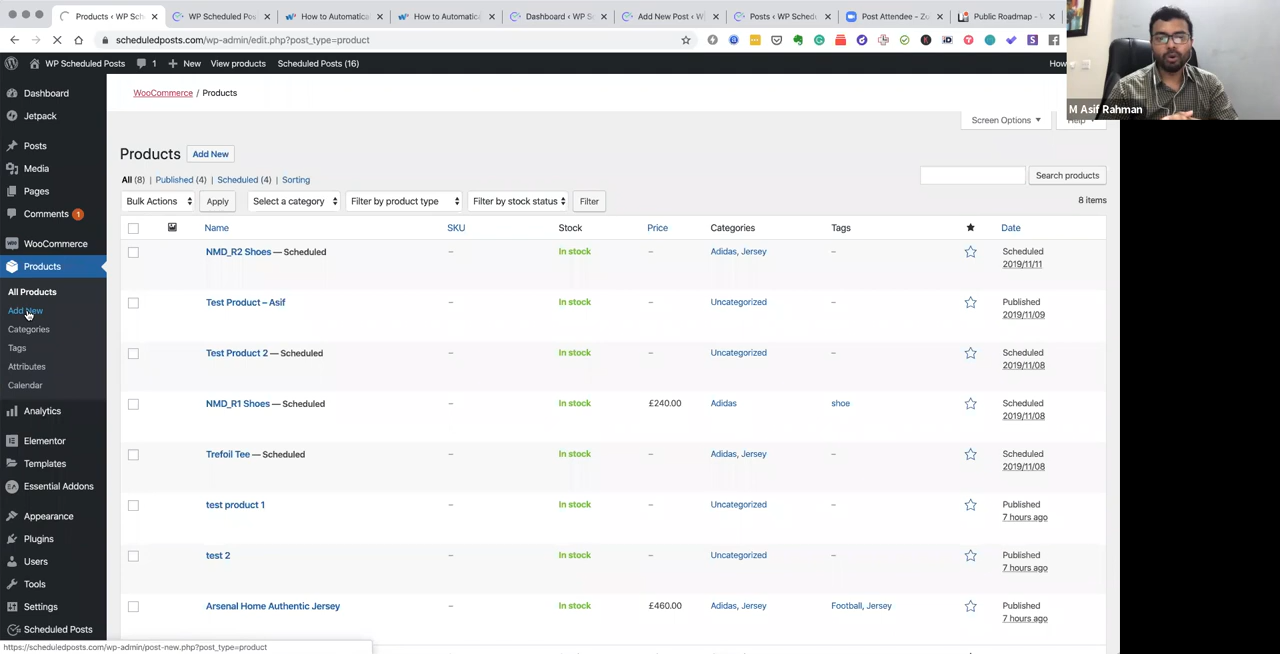 Products ‹ WP Sch
WP Scheduled Pos
How to Automatica
How to Automatica
Dashboard ‹ WP S
Add New Post ‹ W
Posts ‹ WP Sched
Post Attendee - Zo
Public Roadmap -
scheduledposts.com/wp-admin/edit.php?post_type=product
WP Scheduled Posts
1
New
View products
Scheduled Posts (16)
How
M Asif Rahman
Dashboard
Jetpack
Posts
Media
Pages
Comments 1
WooCommerce
Products
All Products
Add New
Categories
Tags
Attributes
Calendar
Analytics
Elementor
Templates
Essential Addons
Appearance
Plugins
Users
Tools
Settings
Scheduled Posts
WooCommerce / Products
Screen Options
Help
Products Add New
All (8) | Published (4) | Scheduled (4) | Sorting
Search products
Bulk Actions Apply Select a category Filter by product type Filter by stock status Filter
8 items
Name SKU Stock Price Categories Tags Date
NMD_R2 Shoes — Scheduled – In stock – Adidas, Jersey – Scheduled
2019/11/11
Test Product – Asif – In stock – Uncategorized – Published
2019/11/09
Test Product 2 — Scheduled – In stock – Uncategorized – Scheduled
2019/11/08
NMD_R1 Shoes — Scheduled – In stock £240.00 Adidas shoe Scheduled
2019/11/08
Trefoil Tee — Scheduled – In stock – Adidas, Jersey – Scheduled
2019/11/08
test product 1 – In stock – Uncategorized – Published
7 hours ago
test 2 – In stock – Uncategorized – Published
7 hours ago
Arsenal Home Authentic Jersey – In stock £460.00 Adidas, Jersey Football, Jersey Published
7 hours ago
https://scheduledposts.com/wp-admin/post-new.php?post_type=product